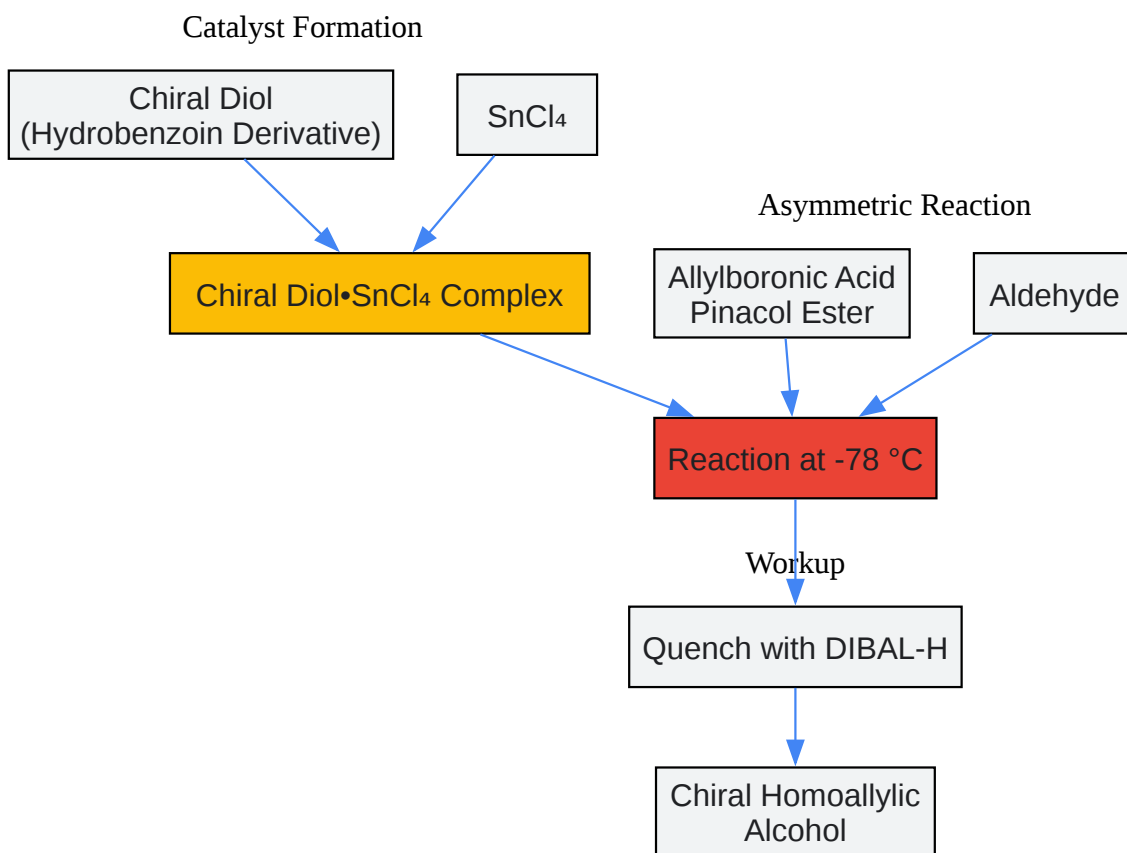 Catalyst Formation
Chiral Diol
(Hydrobenzoin Derivative)
SnCl₄
Asymmetric Reaction
Chiral Diol•SnCl₄ Complex
Allylboronic Acid
Pinacol Ester
Aldehyde
Reaction at -78 °C
Workup
Quench with DIBAL-H
Chiral Homoallylic
Alcohol